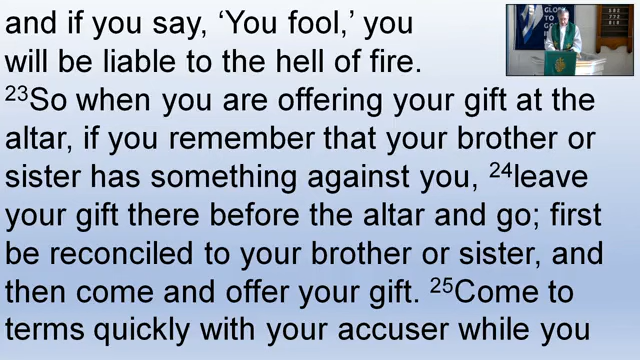 and if you say, ‘You fool,’ you
will be liable to the hell of fire.
²³So when you are offering your gift at the
altar, if you remember that your brother or
sister has something against you, ²⁴leave
your gift there before the altar and go; first
be reconciled to your brother or sister, and
then come and offer your gift. ²⁵Come to
terms quickly with your accuser while you
GLORY
TO